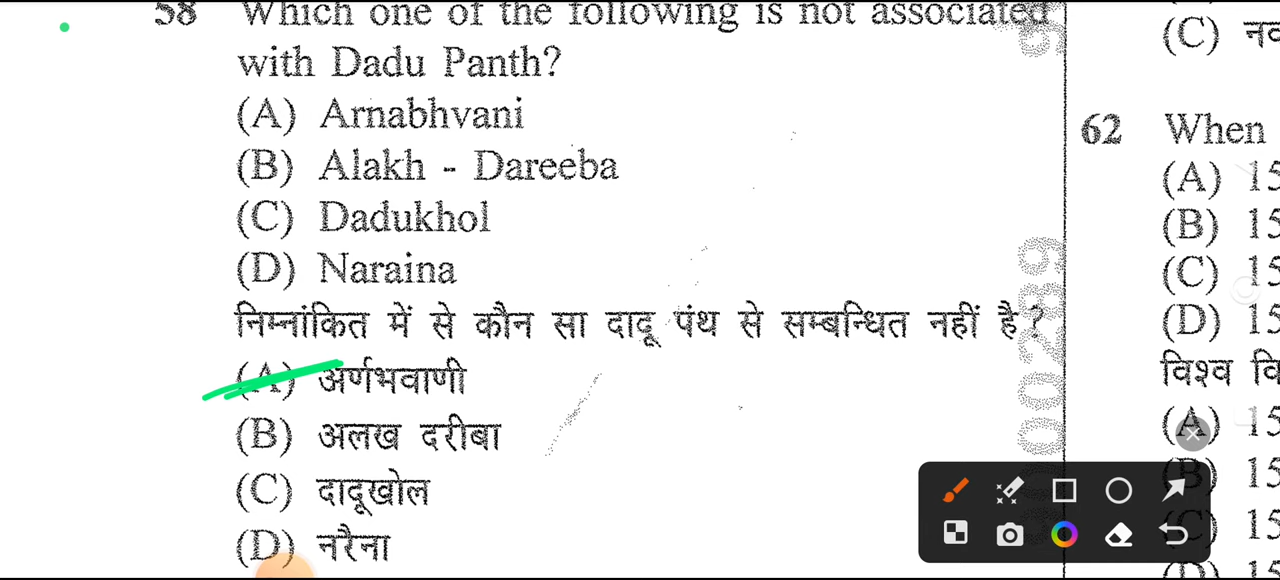 58 Which one of the following is not associated
with Dadu Panth?
(A) Arnabhvani
(B) Alakh - Dareeba
(C) Dadukhol
(D) Naraina
निम्नांकित में से कौन सा दादू पंथ से सम्बन्धित नहीं है?
(A) अर्णभवाणी
(B) अलख दरीबा
(C) दादूखोल
(D) नरैना
(C)
62 When
(A) 15
(B) 15
(C) 15
(D) 15
विश्व
(A) 15
(B) 15
(C) 15
(D) 15